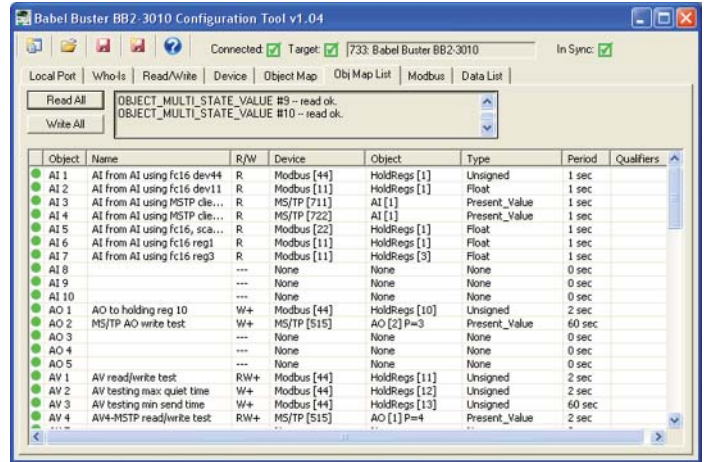 Babel Buster BB2-3010 Configuration Tool v1.04
Connected: Target: 733: Babel Buster BB2-3010 In Sync:
Local Port Who-Is Read/Write Device Object Map Obj Map List Modbus Data List
Read All
Write All
OBJECT_MULTI_STATE_VALUE #9 -- read ok.
OBJECT_MULTI_STATE_VALUE #10 -- read ok.
Object Name R/W Device Object Type Period Qualifiers
AI 1 AI from AI using fc16 dev44 R Modbus [44] HoldRegs [1] Unsigned 1 sec
AI 2 AI from AI using fc16 dev11 R Modbus [11] HoldRegs [1] Float 1 sec
AI 3 AI from AI using MSTP clie... R MS/TP [711] AI [1] Present_Value 1 sec
AI 4 AI from AI using MSTP clie... R MS/TP [722] AI [1] Present_Value 1 sec
AI 5 AI from AI using fc16, sca... R Modbus [22] HoldRegs [1] Float 1 sec
AI 6 AI from AI using fc16 reg1 R Modbus [11] HoldRegs [1] Float 1 sec
AI 7 AI from AI using fc16 reg3 R Modbus [11] HoldRegs [3] Float 1 sec
AI 8 --- None None None 0 sec
AI 9 --- None None None 0 sec
AI 10 --- None None None 0 sec
AO 1 AO to holding reg 10 W+ Modbus [44] HoldRegs [10] Unsigned 2 sec
AO 2 MS/TP AO write test W+ MS/TP [515] AO [2] P=3 Present_Value 60 sec
AO 3 --- None None None 0 sec
AO 4 --- None None None 0 sec
AO 5 --- None None None 0 sec
AV 1 AV read/write test RW+ Modbus [44] HoldRegs [11] Unsigned 2 sec
AV 2 AV testing max quiet time W+ Modbus [44] HoldRegs [12] Unsigned 2 sec
AV 3 AV testing min send time W+ Modbus [44] HoldRegs [13] Unsigned 60 sec
AV 4 AV4-MSTP read/write test RW+ MS/TP [515] AO [1] P=4 Present_Value 2 sec